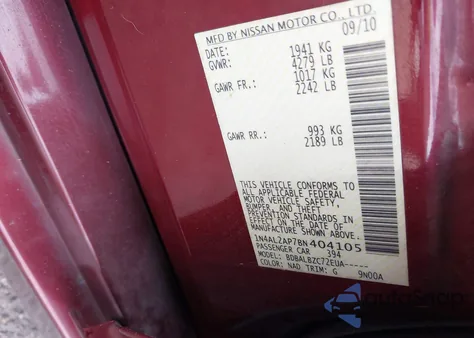 MFD BY NISSAN MOTOR CO., LTD.
DATE: 09/10
GVWR: 1941 KG
4279 LB
GAWR FR.: 1017 KG
2242 LB
GAWR RR.: 993 KG
2189 LB
THIS VEHICLE CONFORMS TO
ALL APPLICABLE FEDERAL
MOTOR VEHICLE SAFETY,
BUMPER, AND THEFT
PREVENTION STANDARDS IN
EFFECT ON THE DATE OF
MANUFACTURE SHOWN ABOVE.
1N4AL2AP7BN404105
PASSENGER CAR 394
MODEL: BDBALBZC72EUA-----
COLOR: NAD TRIM: G 9N00A
autoShop